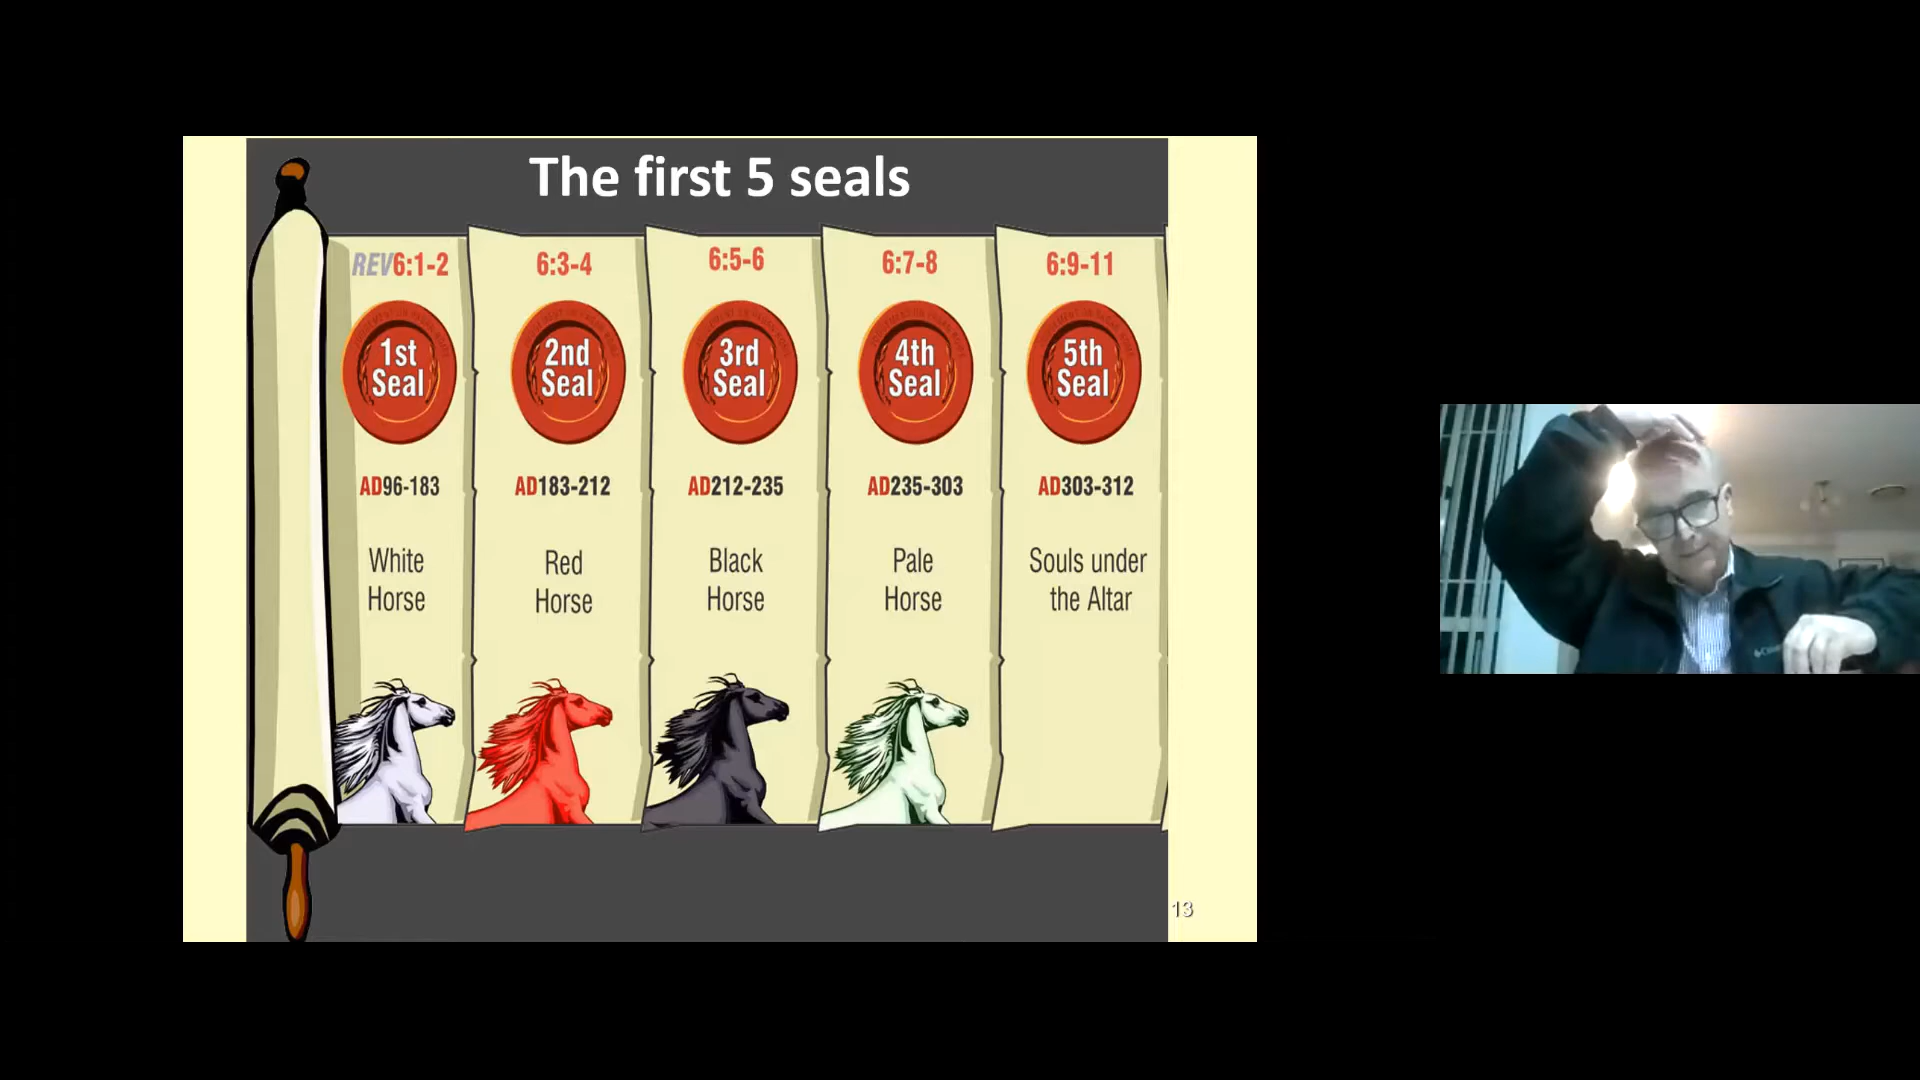 The first 5 seals
REV6:1-2
6:3-4
6:5-6
6:7-8
6:9-11
1st
Seal
2nd
Seal
3rd
Seal
4th
Seal
5th
Seal
AD96-183
AD183-212
AD212-235
AD235-303
AD303-312
White
Horse
Red
Horse
Black
Horse
Pale
Horse
Souls under
the Altar
13